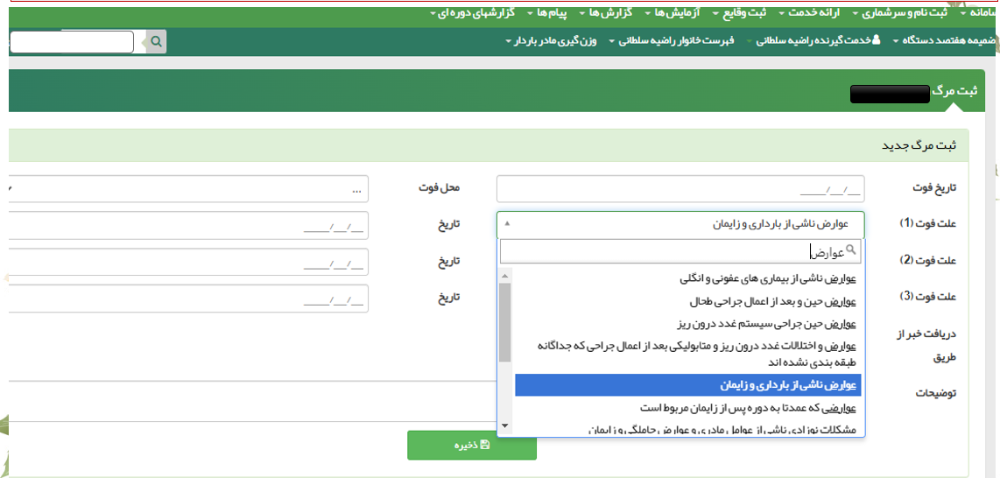 سامانه ثبت نام و سرشماری ارائه خدمت ثبت وقایع آزمایش ها گزارش ها پیام ها گزارشهای دوره ای
ضمیمه هفتصد دستگاه خدمت گیرنده راضیه سلطانی فهرست خانوار راضیه سلطانی وزن گیری مادر باردار
ثبت مرگ
ثبت مرگ جدید
تاریخ فوت __/__/____ محل فوت ...
علت فوت (1) عوارض ناشی از بارداری و زایمان تاریخ __/__/____
عوارض
علت فوت (2) تاریخ __/__/____
علت فوت (3) تاریخ __/__/____
عوارض ناشی از بیماری های عفونی و انگلی
عوارض حین و بعد از اعمال جراحی طحال
عوارض حین جراحی سیستم غدد درون ریز
عوارض و اختلالات غدد درون ریز و متابولیکی بعد از اعمال جراحی که جداگانه
طبقه بندی نشده اند
عوارض ناشی از بارداری و زایمان
عوارضی که عمدتا به دوره پس از زایمان مربوط است
مشکلات نوزادی ناشی از عوامل مادری و عوارض حاملگی و زایمان
دریافت خبر از
طریق
توضیحات
ذخیره